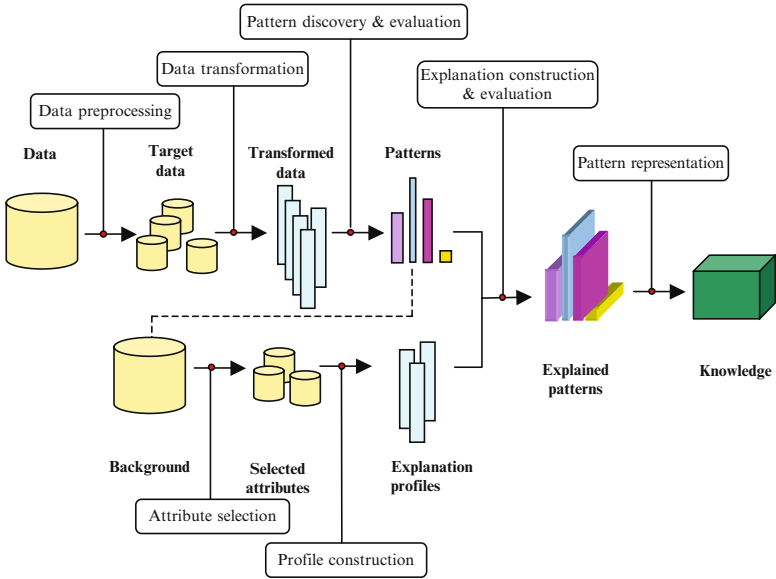 Pattern discovery & evaluation
Data transformation
Explanation construction
& evaluation
Data preprocessing
Data
Target
data
Transformed
data
Patterns
Pattern representation
Background
Selected
attributes
Explanation
profiles
Explained
patterns
Knowledge
Attribute selection
Profile construction